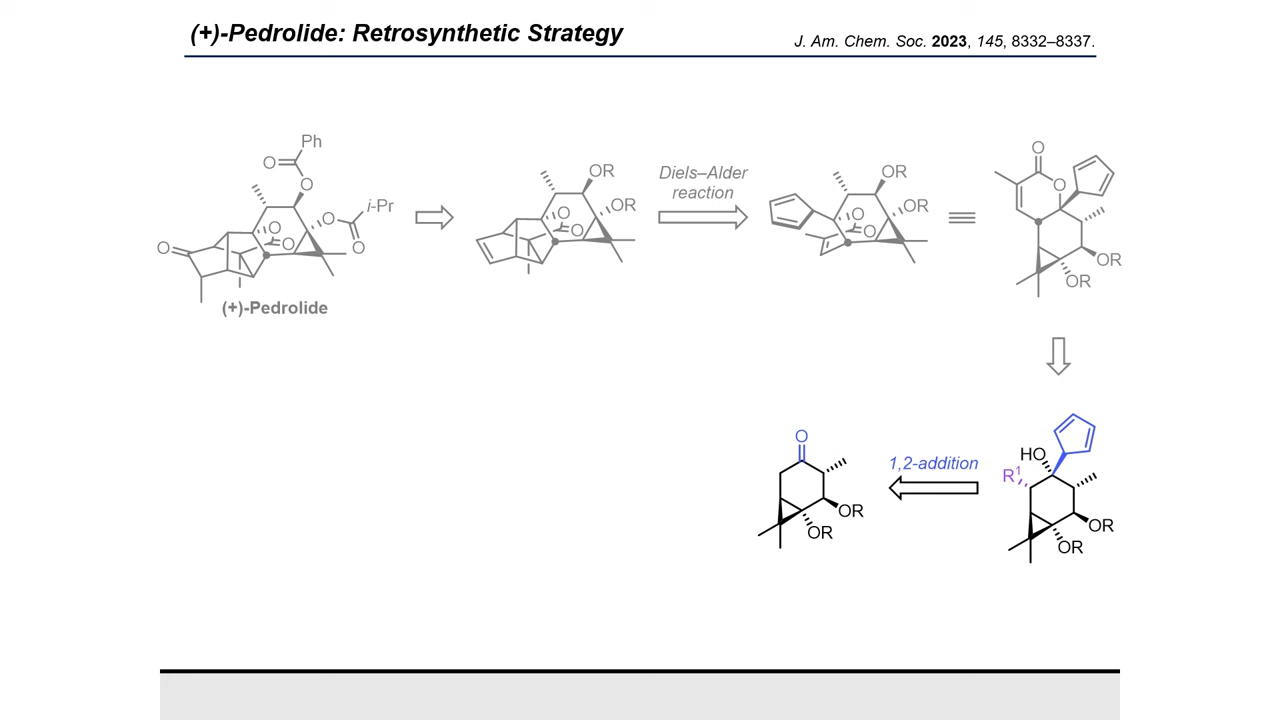 (+)-Pedrolide: Retrosynthetic Strategy
J. Am. Chem. Soc. 2023, 145, 8332–8337.
Ph
O
O
O
i-Pr
O
O
O
O
(+)-Pedrolide
OR
OR
O
O
Diels–Alder
reaction
OR
OR
O
O
O
O
OR
OR
O
OR
OR
1,2-addition
HO
R1
OR
OR